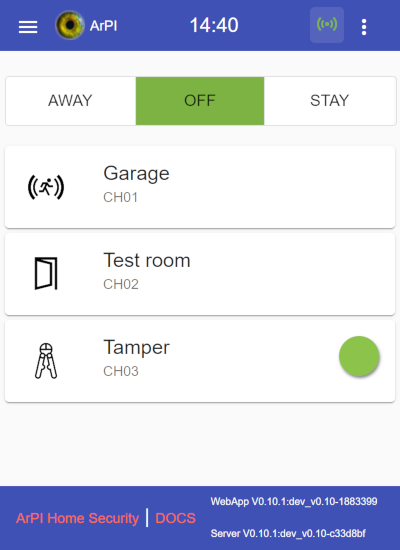 ArPI 14:40
AWAY OFF STAY
Garage
CH01
Test room
CH02
Tamper
CH03
WebApp V0.10.1:dev_v0.10-1883399
ArPI Home Security | DOCS
Server V0.10.1:dev_v0.10-c33d8bf